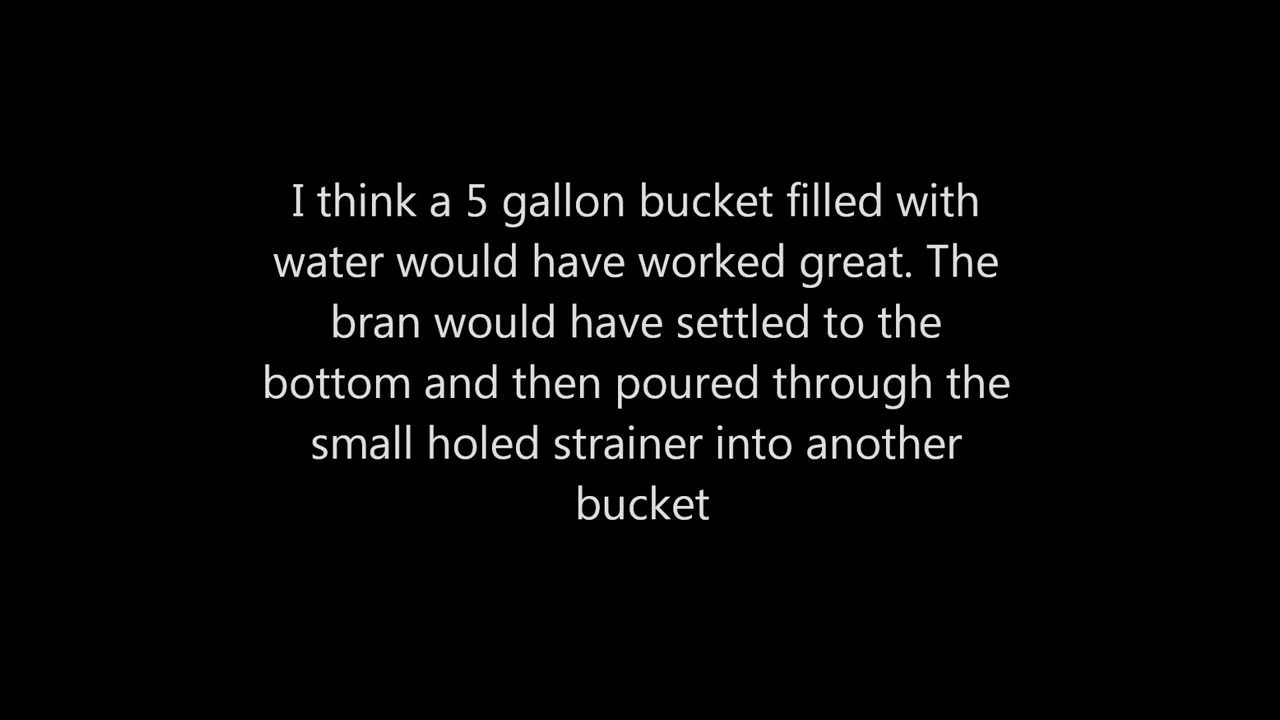 I think a 5 gallon bucket filled with
water would have worked great. The
bran would have settled to the
bottom and then poured through the
small holed strainer into another
bucket